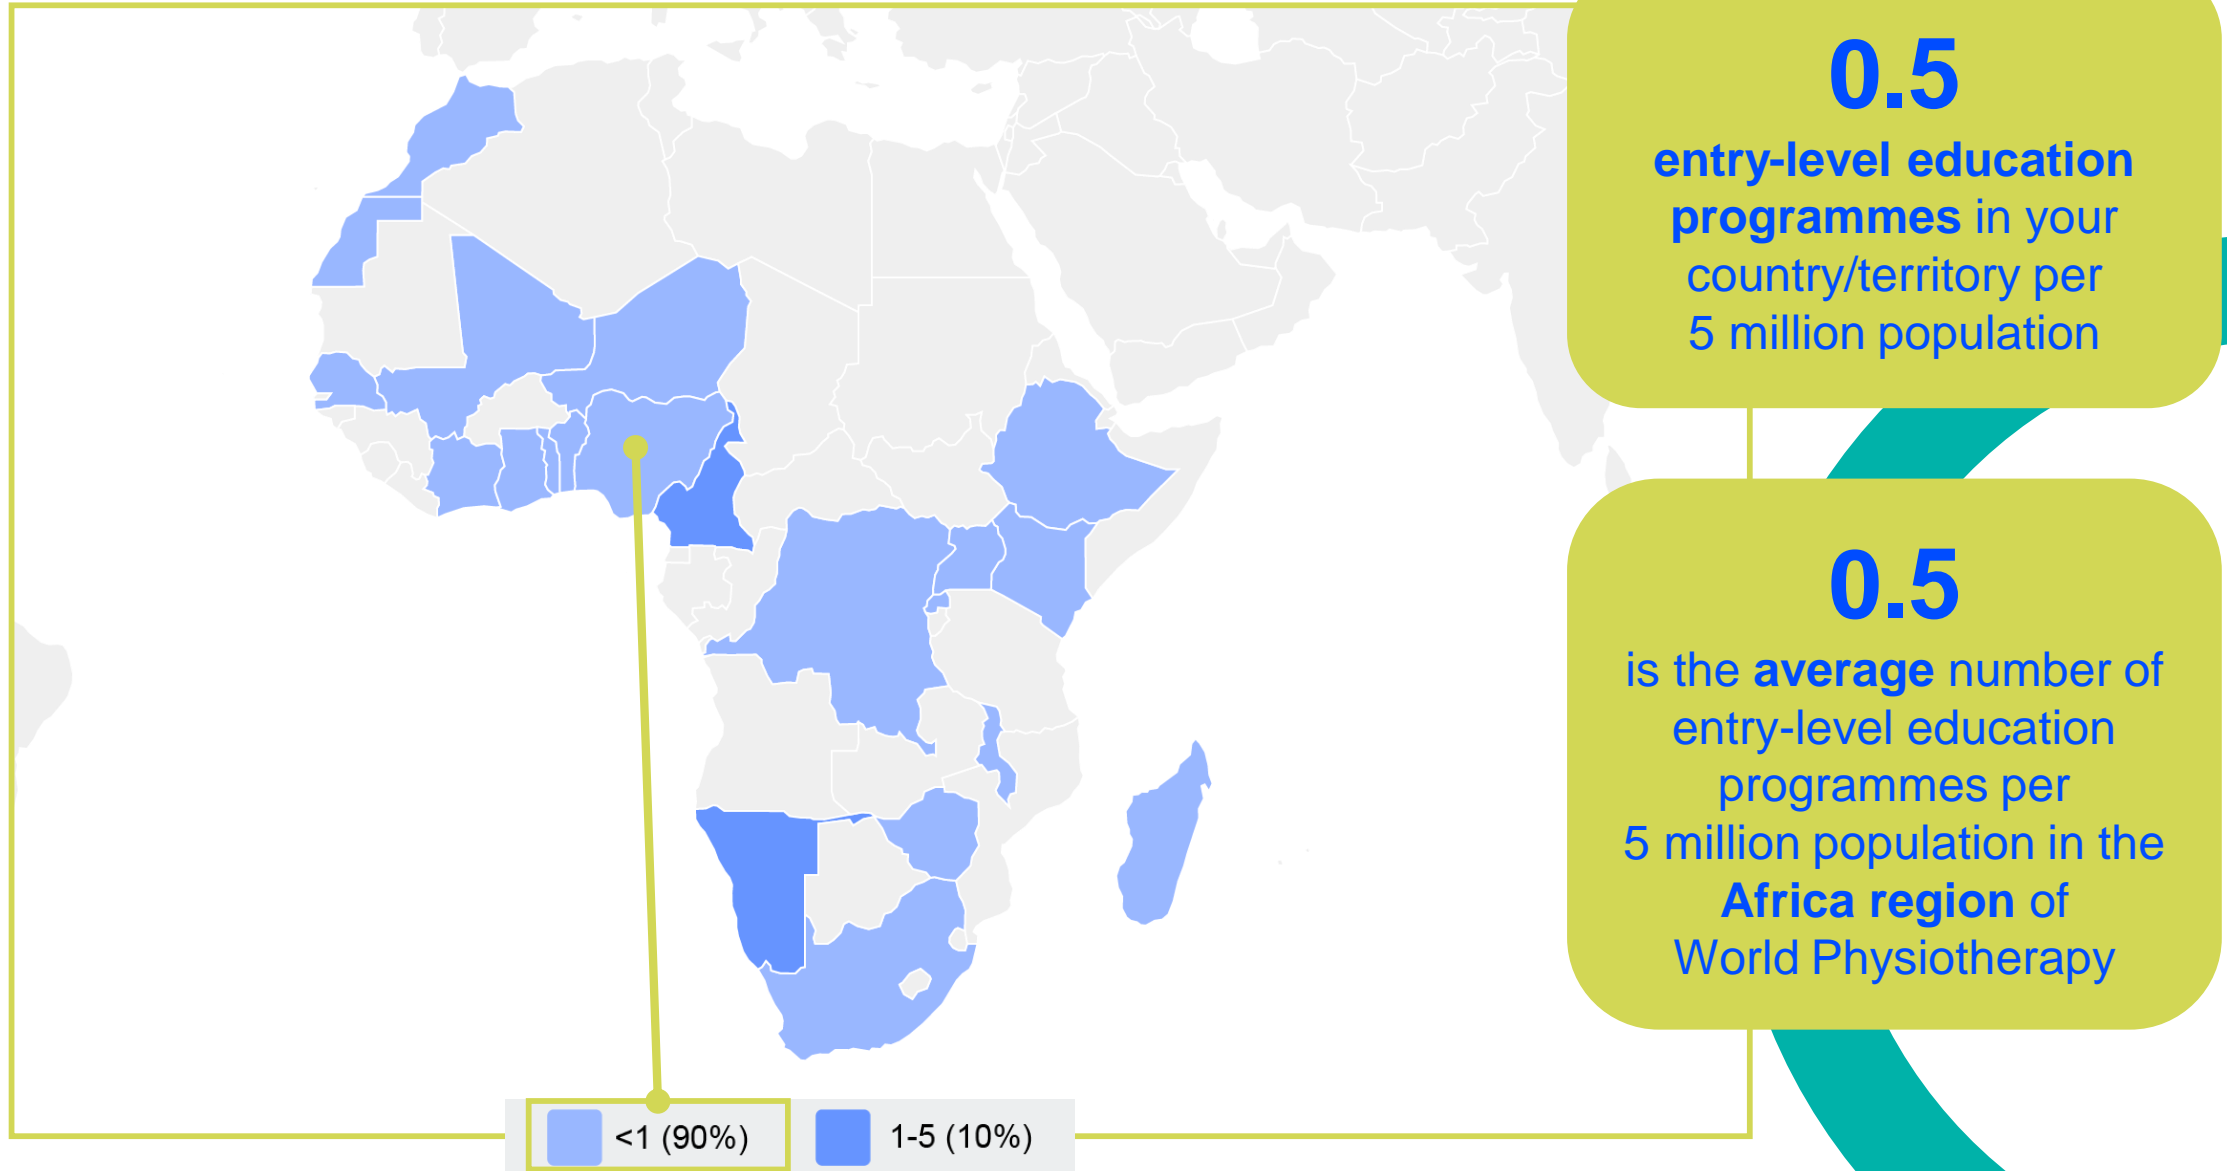 0.5
entry-level education
programmes in your
country/territory per
5 million population
0.5
is the average number of
entry-level education
programmes per
5 million population in the
Africa region of
World Physiotherapy
<1 (90%)
1-5 (10%)